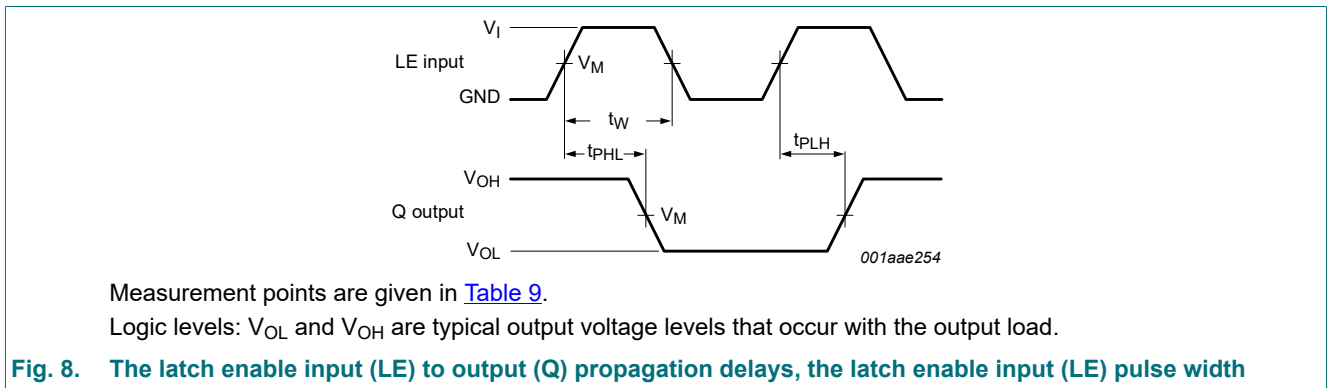 VI
LE input
VM
GND
tW
tPHL
tPLH
VOH
Q output
VM
VOL
001aae254
Measurement points are given in Table 9.
Logic levels: VOL and VOH are typical output voltage levels that occur with the output load.
Fig. 8. The latch enable input (LE) to output (Q) propagation delays, the latch enable input (LE) pulse width